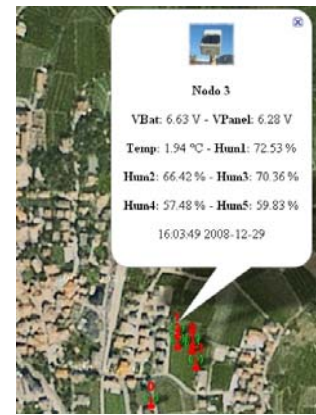 Nodo 3
VBat: 6.63 V - VPanel: 6.28 V
Temp: 1.94 ºC - Hum1: 72.53 %
Hum2: 66.42 % - Hum3: 70.36 %
Hum4: 57.48 % - Hum5: 59.83 %
16:03:49 2008-12-29